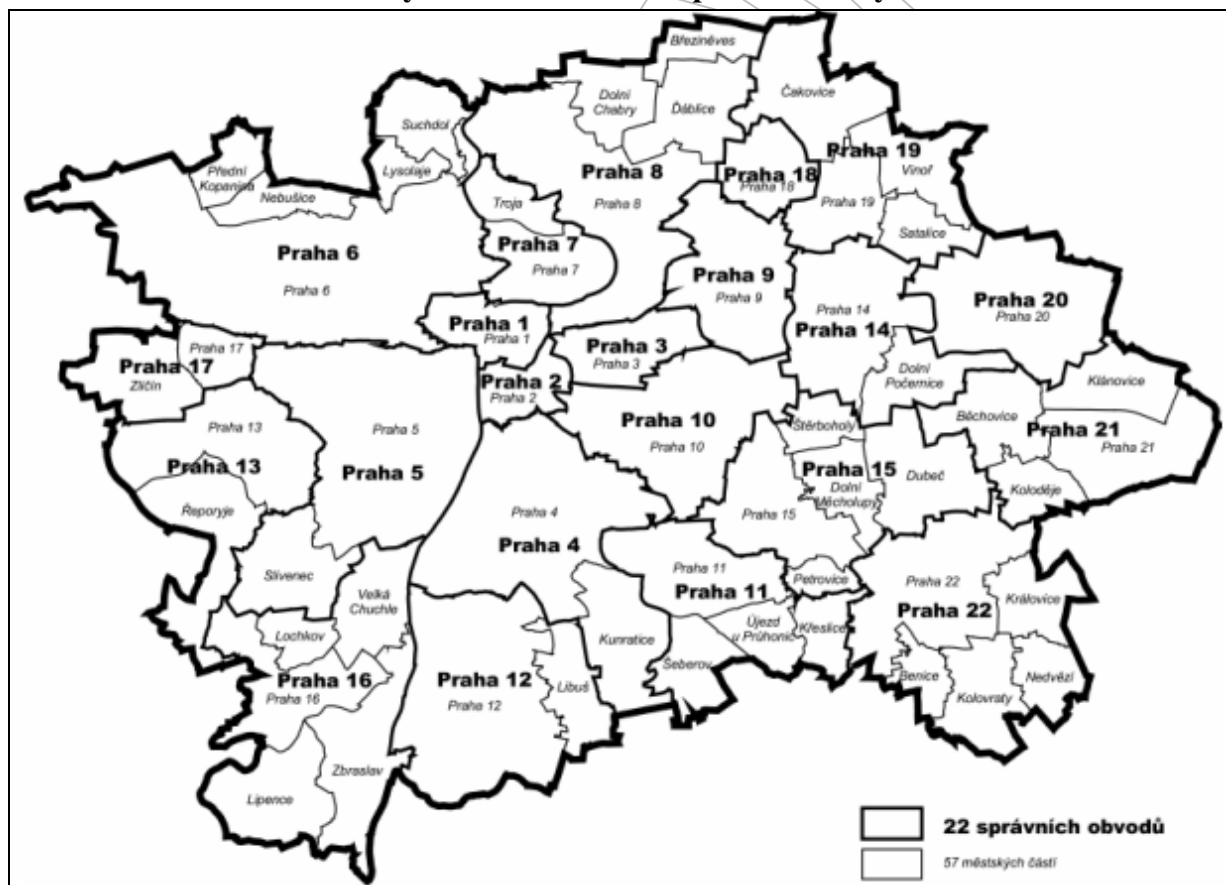 Březiněves
Dolní
Chabry
Ďáblice
Čakovice
Suchdol
Lysolaje
Přední
Kopanina
Nebušice
Praha 8
Praha 8
Praha 18
Praha 18
Praha 19
Vinoř
Praha 19
Satalice
Troja
Praha 7
Praha 7
Praha 6
Praha 6
Praha 9
Praha 9
Praha 14
Praha 14
Praha 20
Praha 20
Praha 1
Praha 1
Praha 3
Praha 3
Praha 2
Praha 2
Praha 17
Praha 17
Zličín
Dolní
Počernice
Klánovice
Běchovice
Praha 21
Praha 21
Koloděje
Praha 13
Praha 13
Řeporyje
Praha 5
Praha 5
Praha 10
Praha 10
Štěrboholy
Praha 15
Dolní
Měcholupy
Dubeč
Praha 15
Praha 4
Praha 4
Slivenec
Velká
Chuchle
Lochkov
Praha 11
Praha 11
Petrovice
Újezd
u Průhonic
Křeslice
Praha 22
Praha 22
Královice
Kunratice
Šeberov
Benice
Kolovraty
Nedvězí
Praha 16
Praha 16
Praha 12
Praha 12
Libuš
Zbraslav
Lipence
22 správních obvodů
57 městských částí